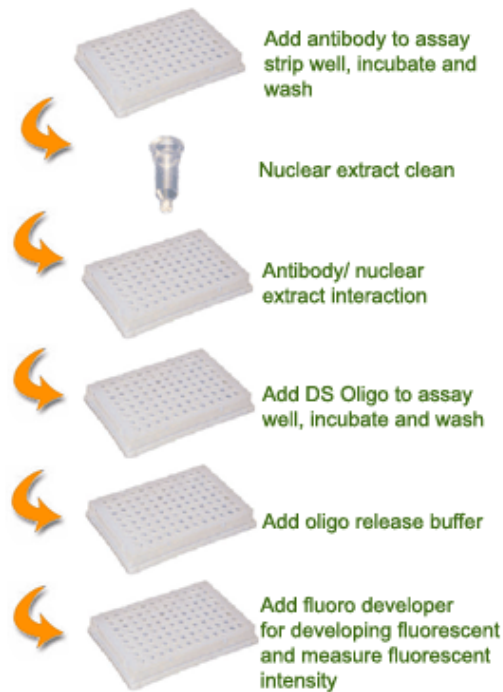 Add antibody to assay
strip well, incubate and
wash
Nuclear extract clean
Antibody/ nuclear
extract interaction
Add DS Oligo to assay
well, incubate and wash
Add oligo release buffer
Add fluoro developer
for developing fluorescent
and measure fluorescent
intensity